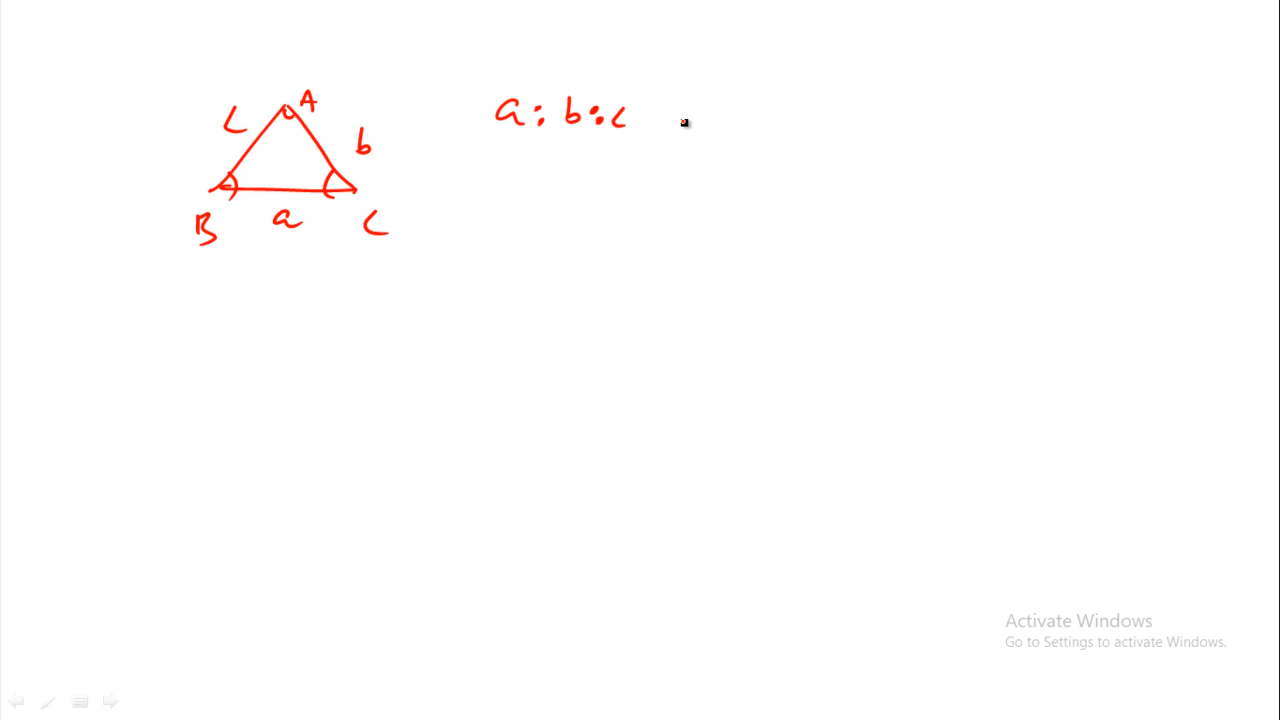 A
c
b
B
a
C
a : b : c
Activate Windows
Go to Settings to activate Windows.